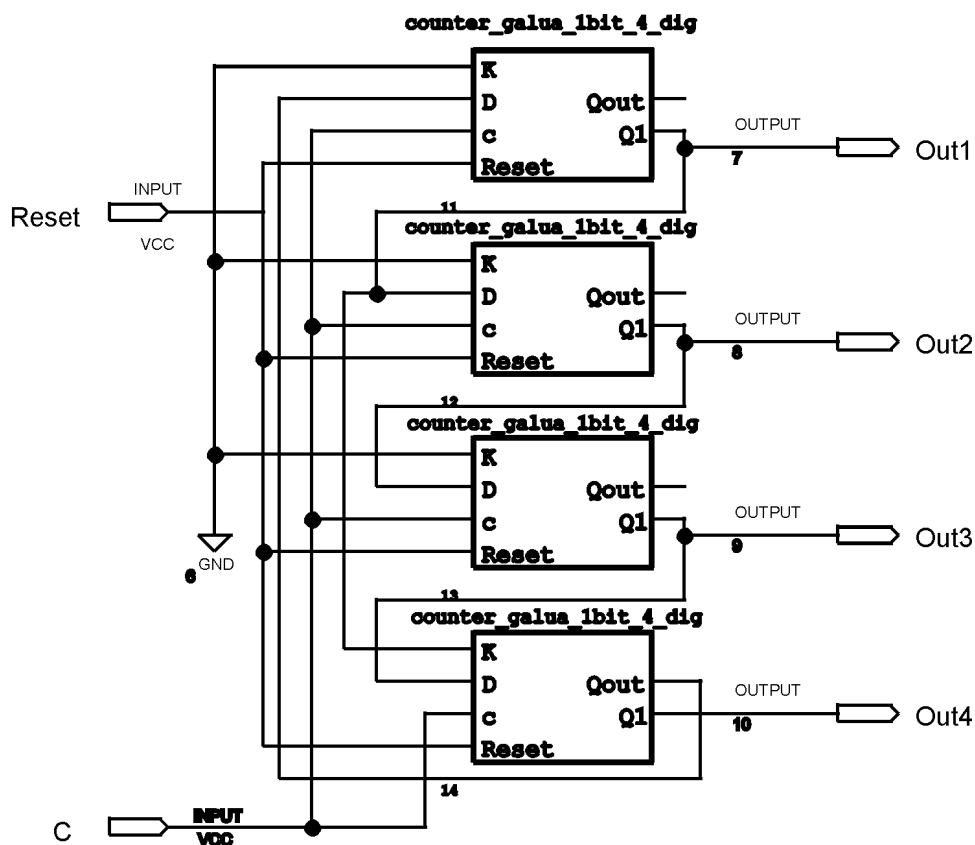 counter_galua_1bit_4_dig
K
D
Qout
c
Q1
Reset
OUTPUT
7
Out1
INPUT
Reset
VCC
11
counter_galua_1bit_4_dig
K
D
Qout
c
Q1
Reset
OUTPUT
8
Out2
12
counter_galua_1bit_4_dig
K
D
Qout
c
Q1
Reset
OUTPUT
9
Out3
GND
6
13
counter_galua_1bit_4_dig
K
D
Qout
c
Q1
Reset
OUTPUT
10
Out4
14
INPUT
C
VCC